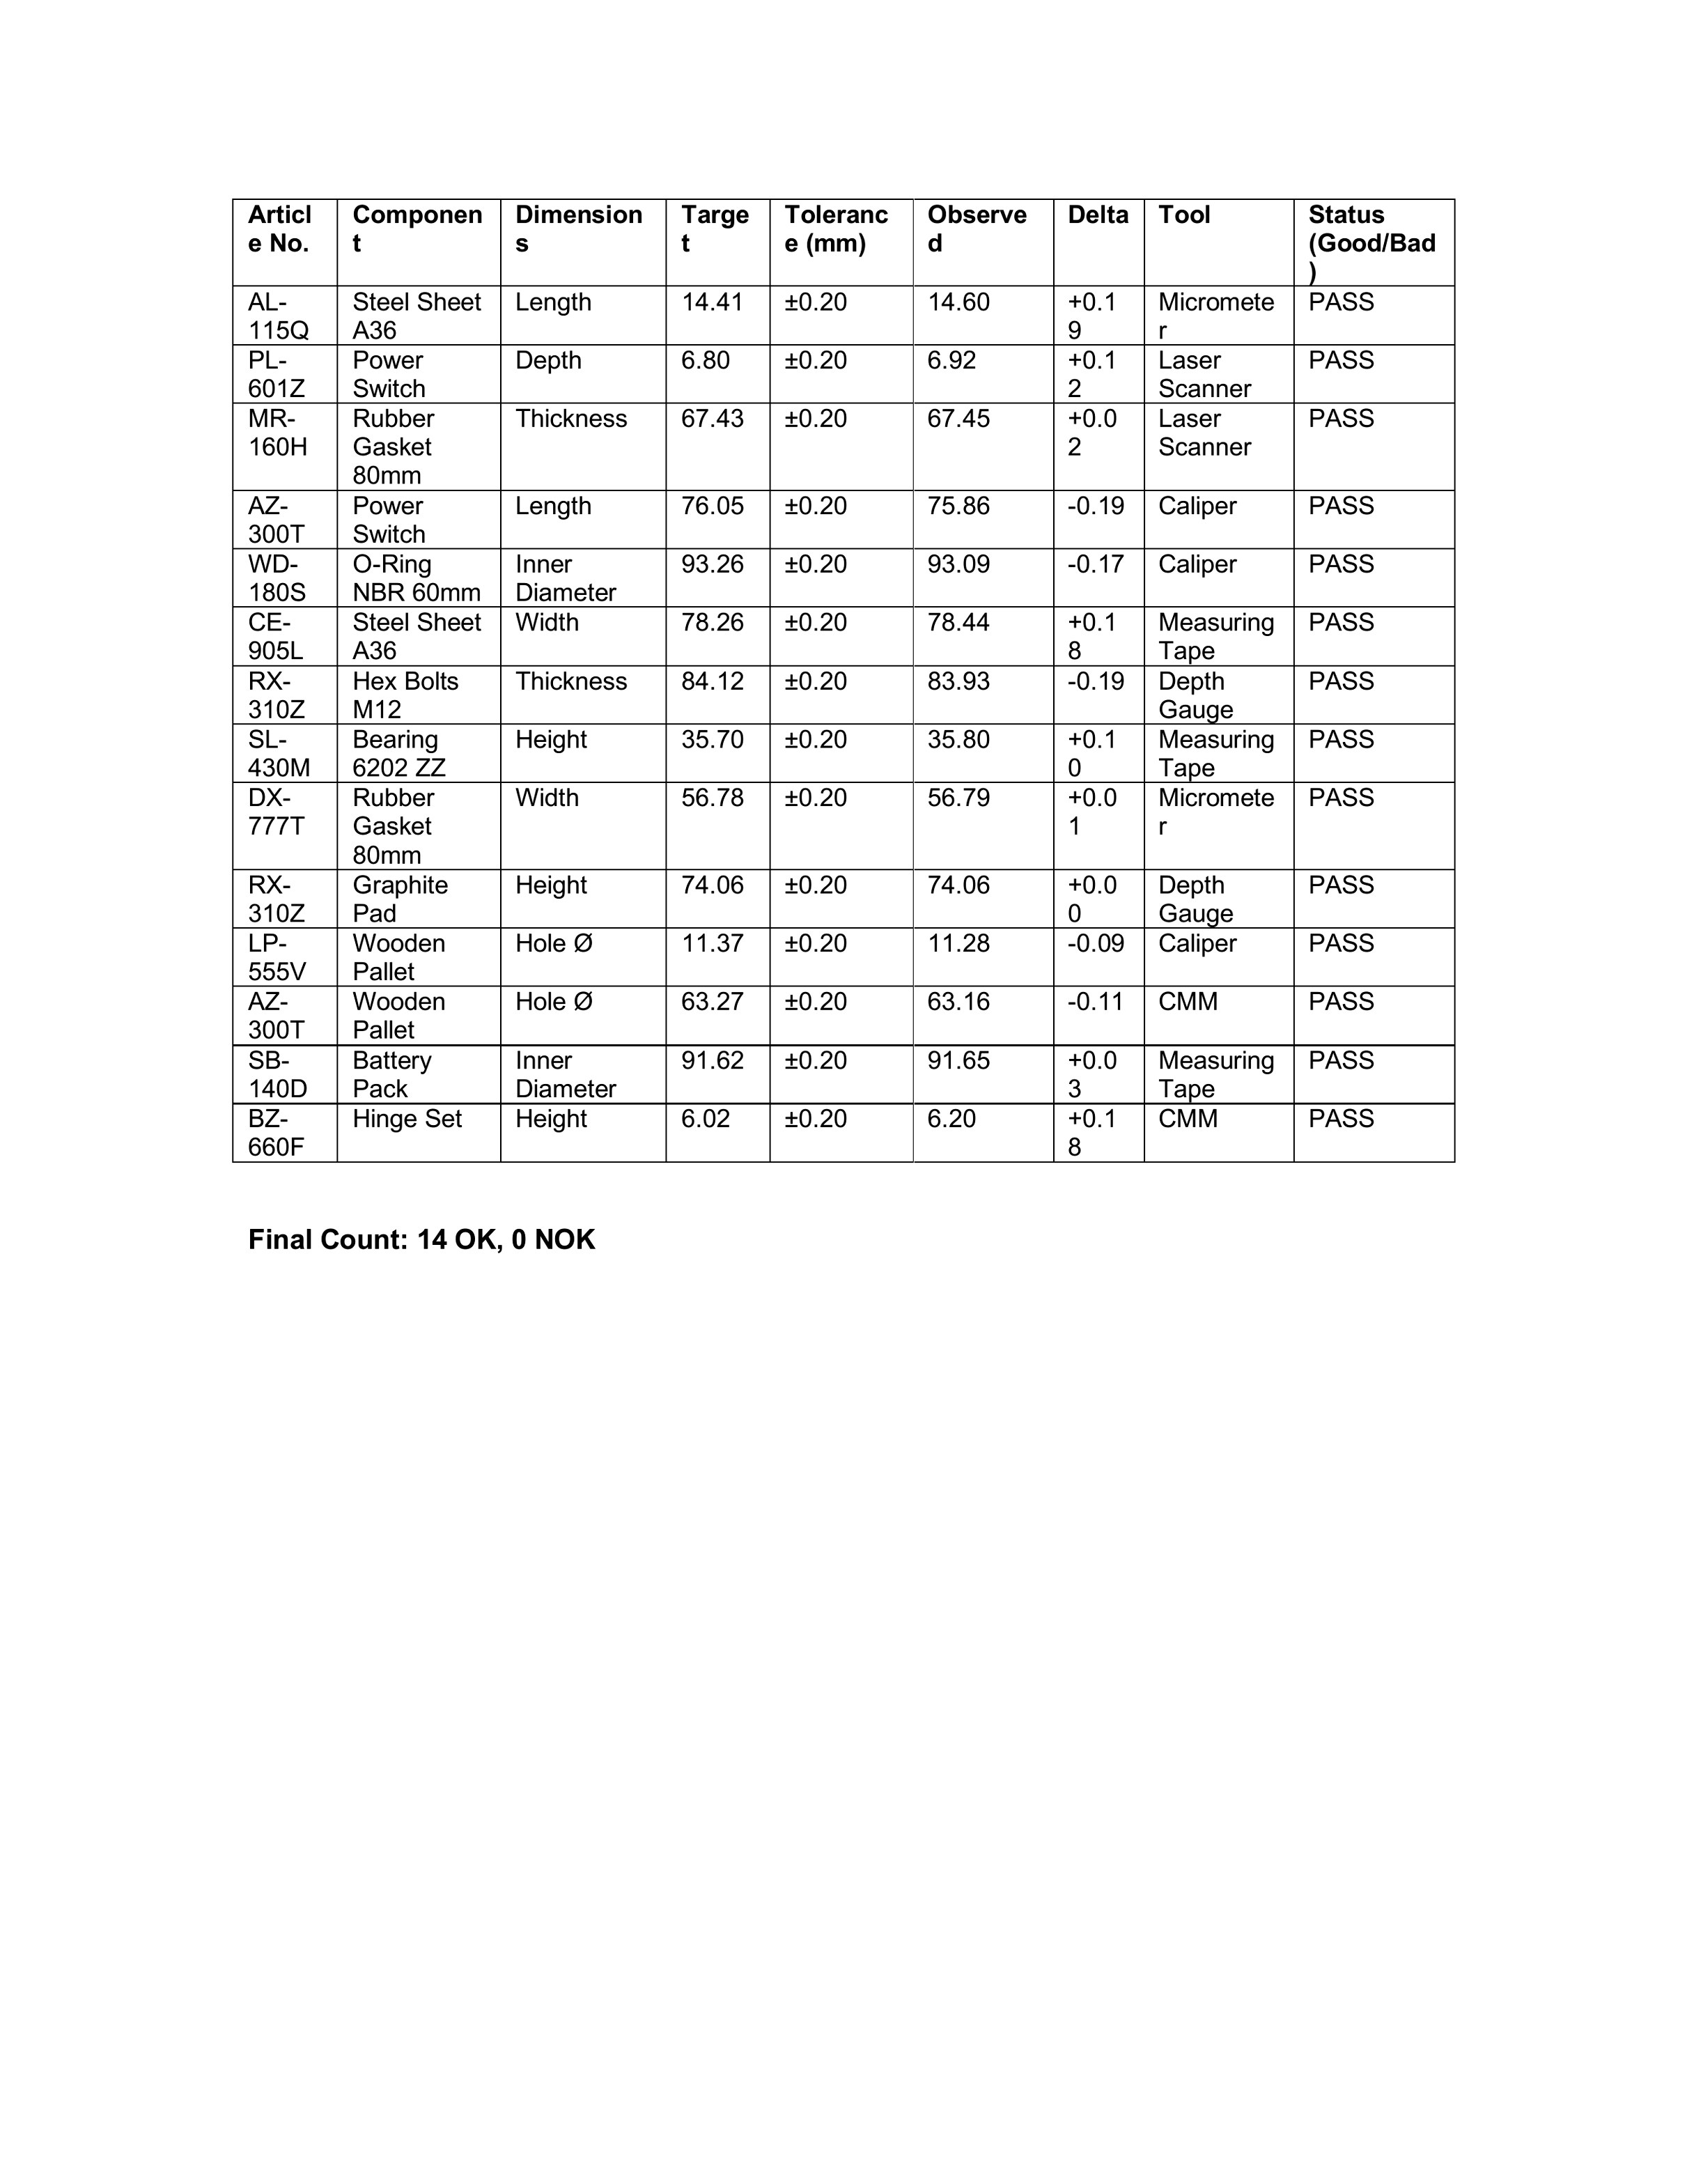 Article No. Component Dimensions Target Tolerance (mm) Observed Delta Tool Status (Good/Bad)
AL-115Q Steel Sheet A36 Length 14.41 ±0.20 14.60 +0.19 Micrometer PASS
PL-601Z Power Switch Depth 6.80 ±0.20 6.92 +0.12 Laser Scanner PASS
MR-160H Rubber Gasket 80mm Thickness 67.43 ±0.20 67.45 +0.02 Laser Scanner PASS
AZ-300T Power Switch Length 76.05 ±0.20 75.86 -0.19 Caliper PASS
WD-180S O-Ring NBR 60mm Inner Diameter 93.26 ±0.20 93.09 -0.17 Caliper PASS
CE-905L Steel Sheet A36 Width 78.26 ±0.20 78.44 +0.18 Measuring Tape PASS
RX-310Z Hex Bolts M12 Thickness 84.12 ±0.20 83.93 -0.19 Depth Gauge PASS
SL-430M Bearing 6202 ZZ Height 35.70 ±0.20 35.80 +0.10 Measuring Tape PASS
DX-777T Rubber Gasket 80mm Width 56.78 ±0.20 56.79 +0.01 Micrometer PASS
RX-310Z Graphite Pad Height 74.06 ±0.20 74.06 +0.00 Depth Gauge PASS
LP-555V Wooden Pallet Hole Ø 11.37 ±0.20 11.28 -0.09 Caliper PASS
AZ-300T Wooden Pallet Hole Ø 63.27 ±0.20 63.16 -0.11 CMM PASS
SB-140D Battery Pack Inner Diameter 91.62 ±0.20 91.65 +0.03 Measuring Tape PASS
BZ-660F Hinge Set Height 6.02 ±0.20 6.20 +0.18 CMM PASS
Final Count: 14 OK, 0 NOK